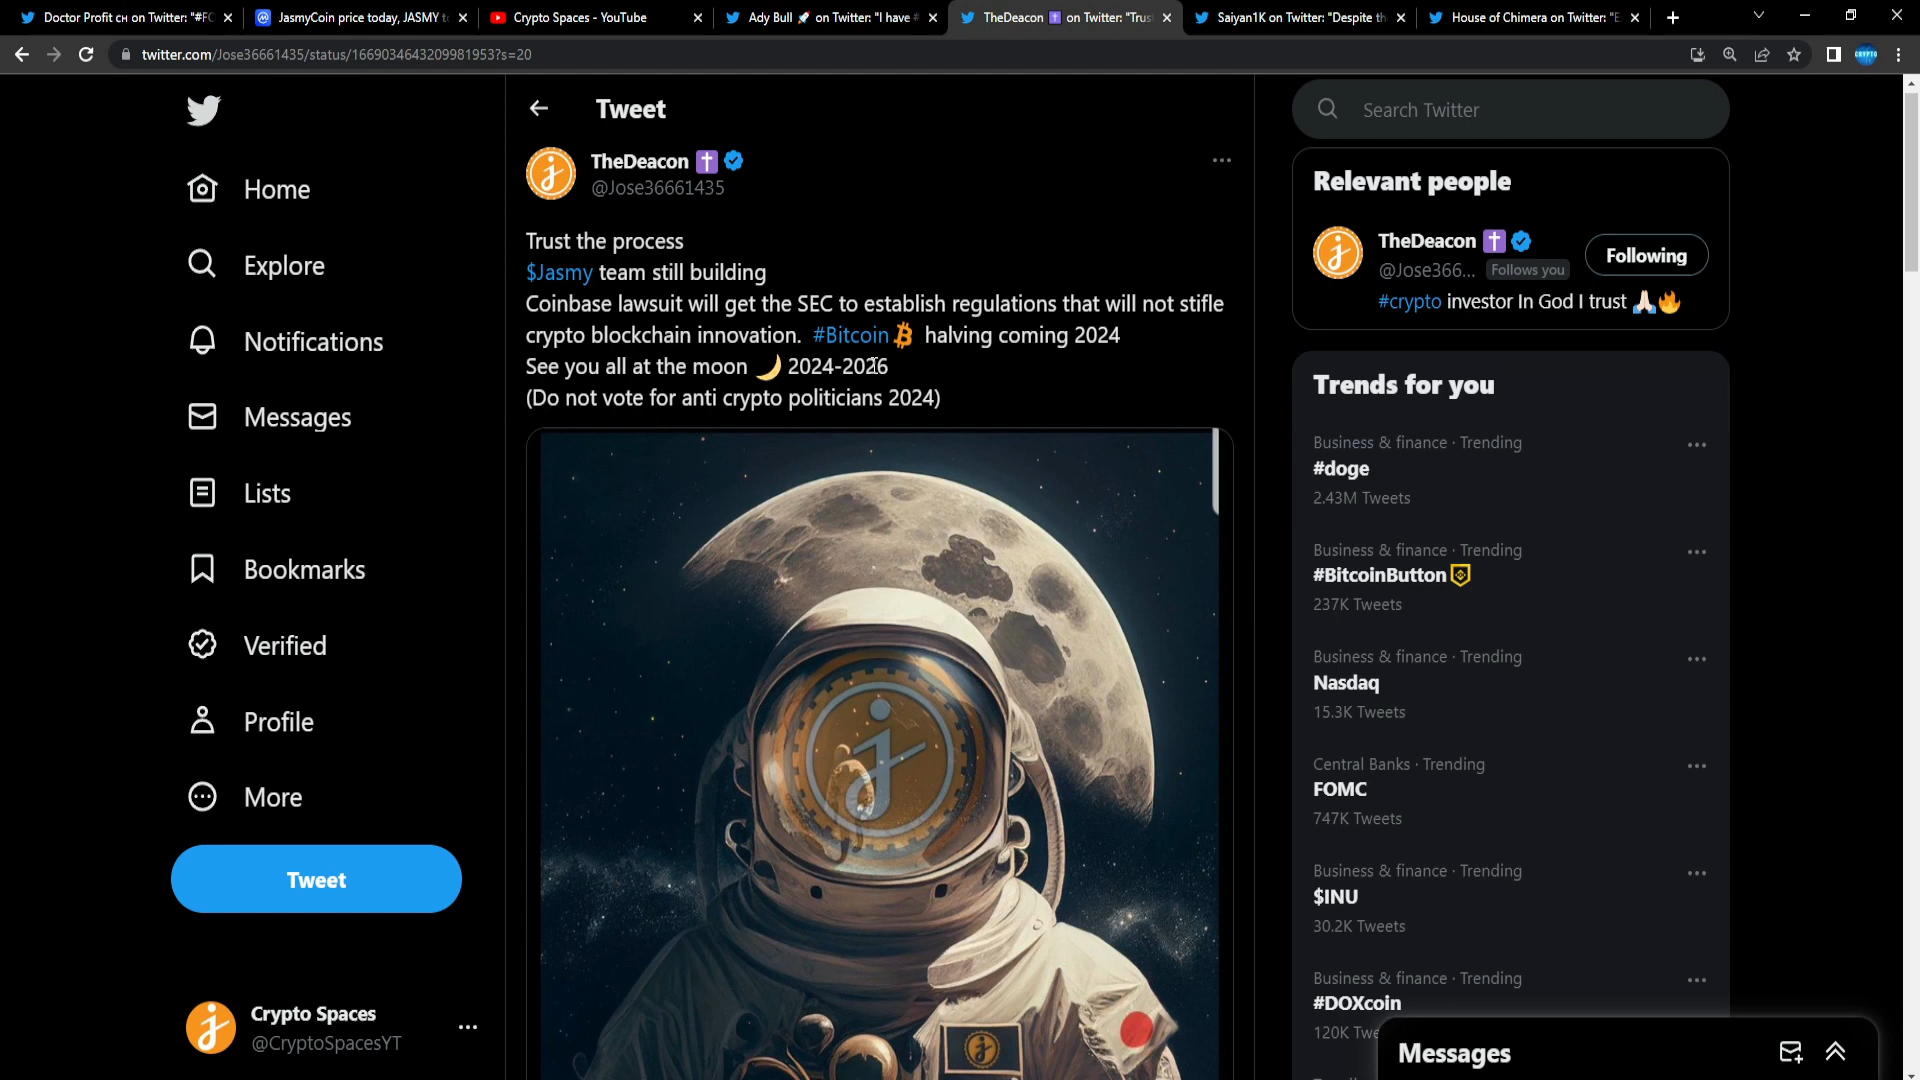 Doctor Profit CH on Twitter: "#FC
JasmyCoin price today, JASMY to
Crypto Spaces - YouTube
Ady Bull 🚀 on Twitter: "I have #
TheDeacon ✝️ on Twitter: "Trus
Saiyan1K on Twitter: "Despite th
House of Chimera on Twitter: "E
twitter.com/Jose36661435/status/1669034643209981953?s=20
CRYPTO
Home
Explore
Notifications
Messages
Lists
Bookmarks
Verified
Profile
More
Tweet
Crypto Spaces
@CryptoSpacesYT
Tweet
TheDeacon ✝️
@Jose36661435
Trust the process
$Jasmy team still building
Coinbase lawsuit will get the SEC to establish regulations that will not stifle
crypto blockchain innovation. #Bitcoin halving coming 2024
See you all at the moon 🌙 2024-2026
(Do not vote for anti crypto politicians 2024)
Search Twitter
Relevant people
TheDeacon ✝️
@Jose366... Follows you
Following
#crypto investor In God I trust 🙏🏻🔥
Trends for you
Business & finance · Trending
#doge
2.43M Tweets
Business & finance · Trending
#BitcoinButton
237K Tweets
Business & finance · Trending
Nasdaq
15.3K Tweets
Central Banks · Trending
FOMC
747K Tweets
Business & finance · Trending
$INU
30.2K Tweets
Business & finance · Trending
#DOXcoin
120K Twe
Messages